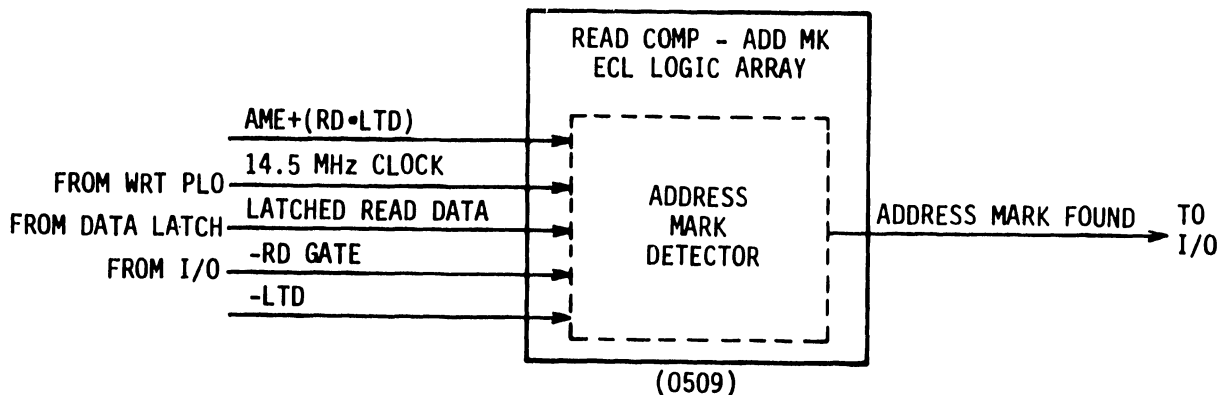 READ COMP - ADD MK
ECL LOGIC ARRAY
AME+(RD•LTD)
14.5 MHz CLOCK
FROM WRT PLO
LATCHED READ DATA
FROM DATA LATCH
-RD GATE
FROM I/O
-LTD
ADDRESS
MARK
DETECTOR
ADDRESS MARK FOUND
TO
I/O
(0509)